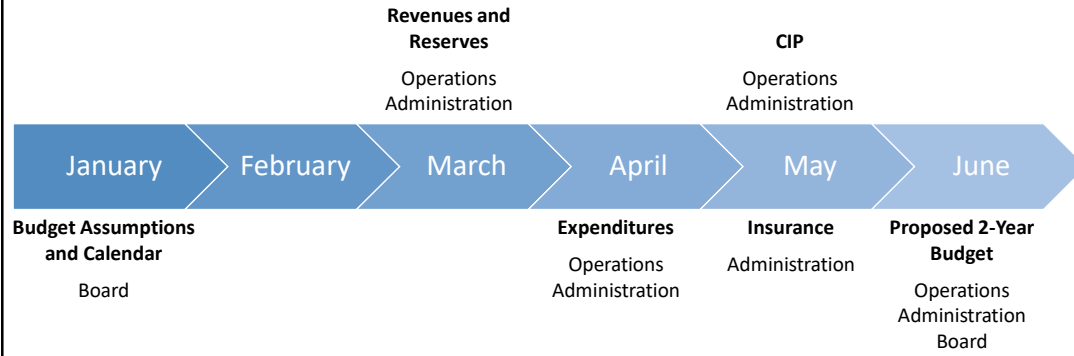 Revenues and
Reserves
Operations
Administration
CIP
Operations
Administration
January
February
March
April
May
June
Budget Assumptions
and Calendar
Board
Expenditures
Operations
Administration
Insurance
Administration
Proposed 2-Year
Budget
Operations
Administration
Board